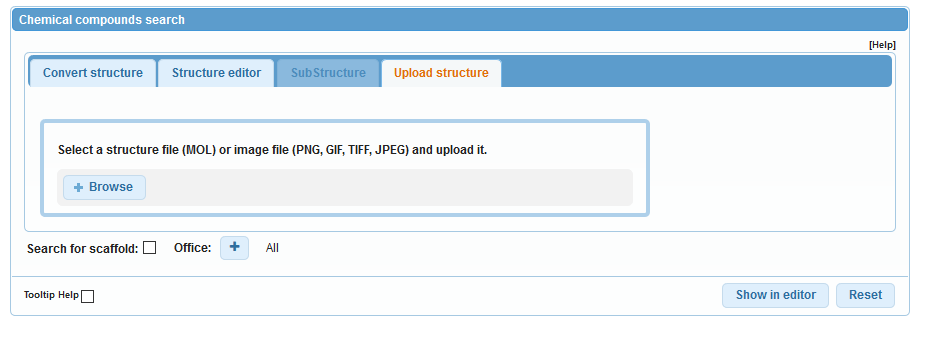 Chemical compounds search
[Help]
Convert structure Structure editor SubStructure Upload structure
Select a structure file (MOL) or image file (PNG, GIF, TIFF, JPEG) and upload it.
+ Browse
Search for scaffold: Office: + All
Tooltip Help Show in editor Reset